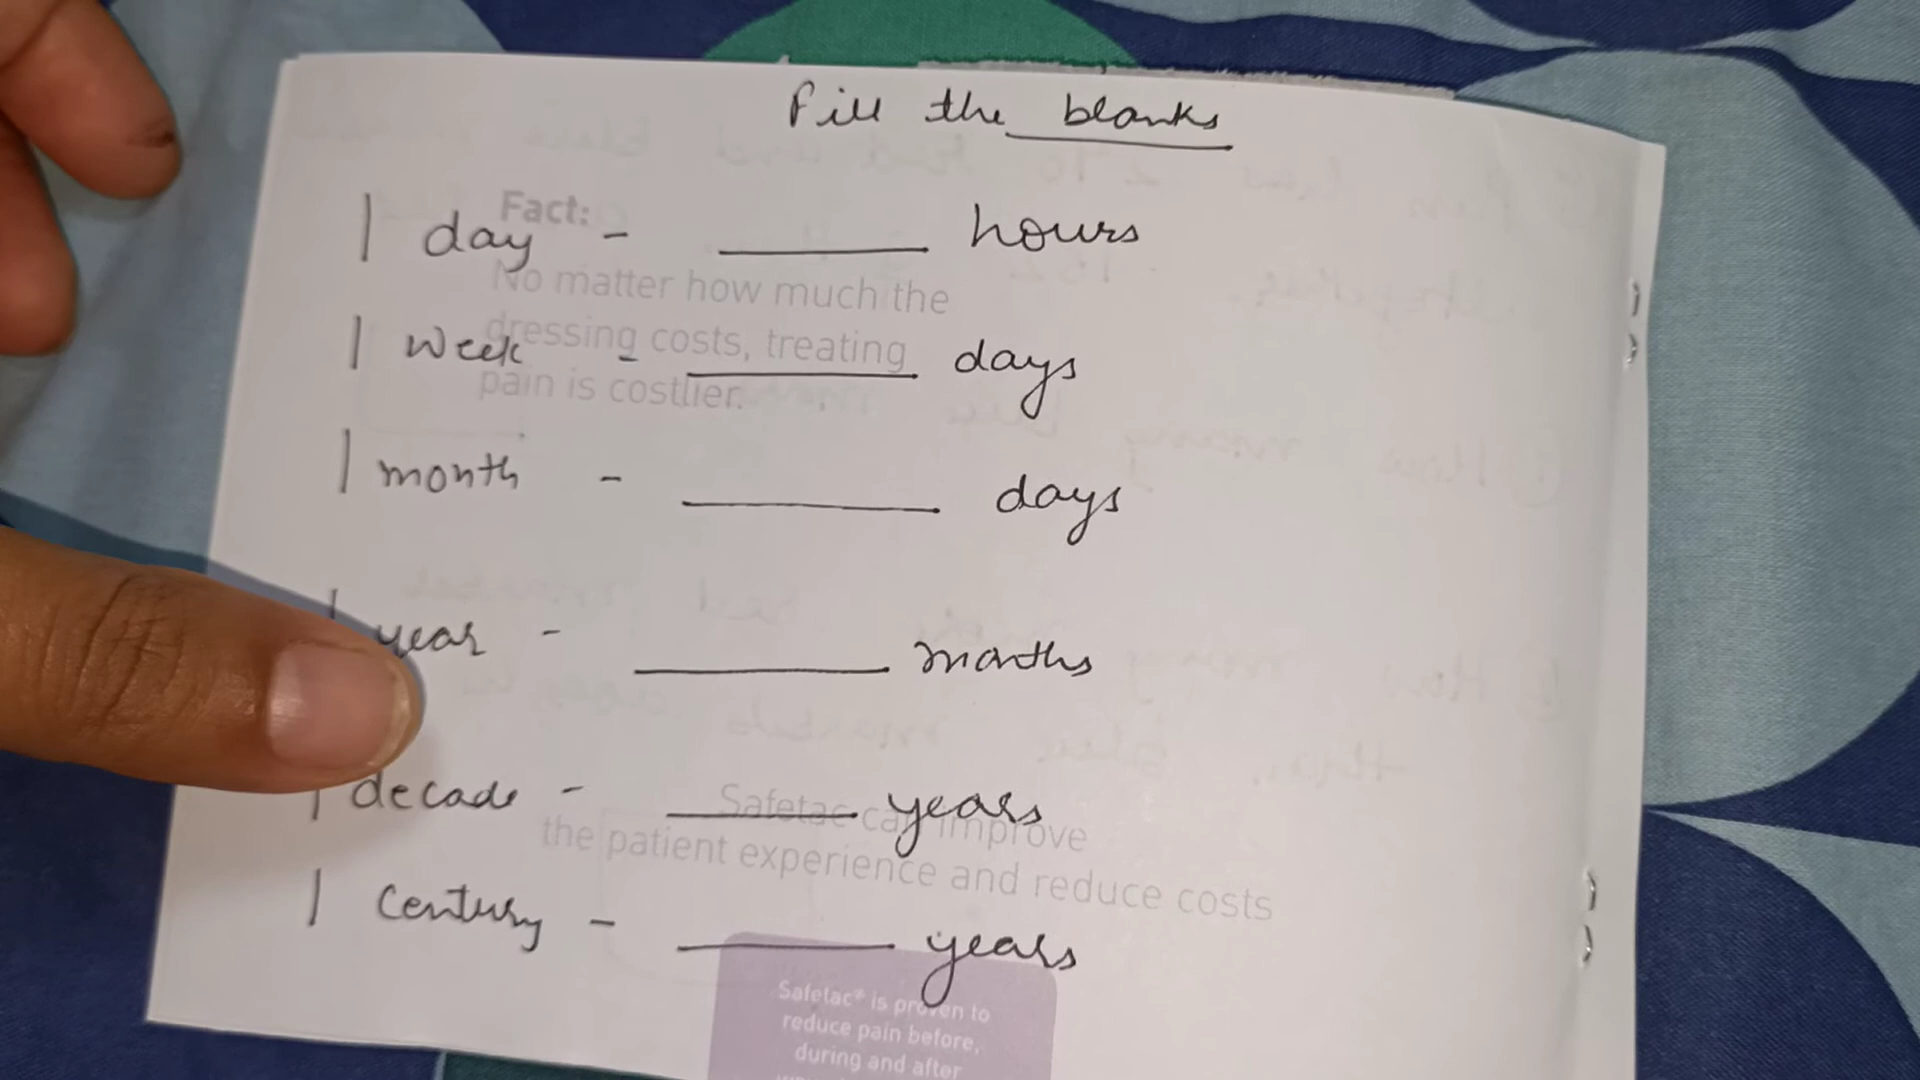 Fill the blanks
Fact:
1 day - ______ hours
No matter how much the
dressing costs, treating
1 week - ______ days
pain is costlier.
1 month - ______ days
1 year - ______ months
1 decade - ______ years
Safetac can improve
the patient experience and reduce costs
1 century - ______ years
Safetac® is proven to
reduce pain before,
during and after